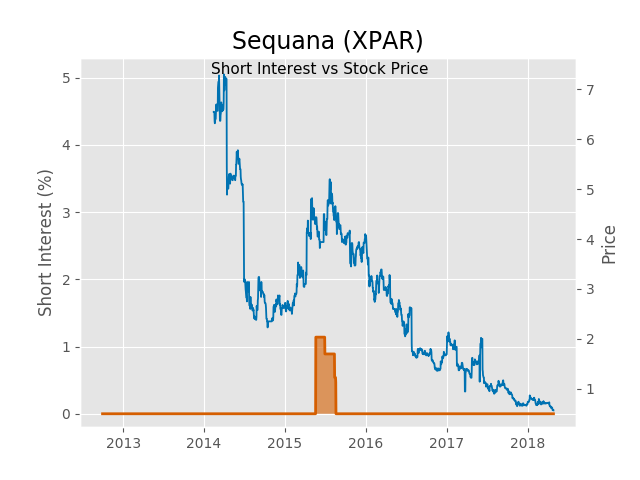 Sequana (XPAR)
Short Interest vs Stock Price
Short Interest (%)
5
4
3
2
1
0
7
6
5
4
3
2
1
Price
2013 2014 2015 2016 2017 2018